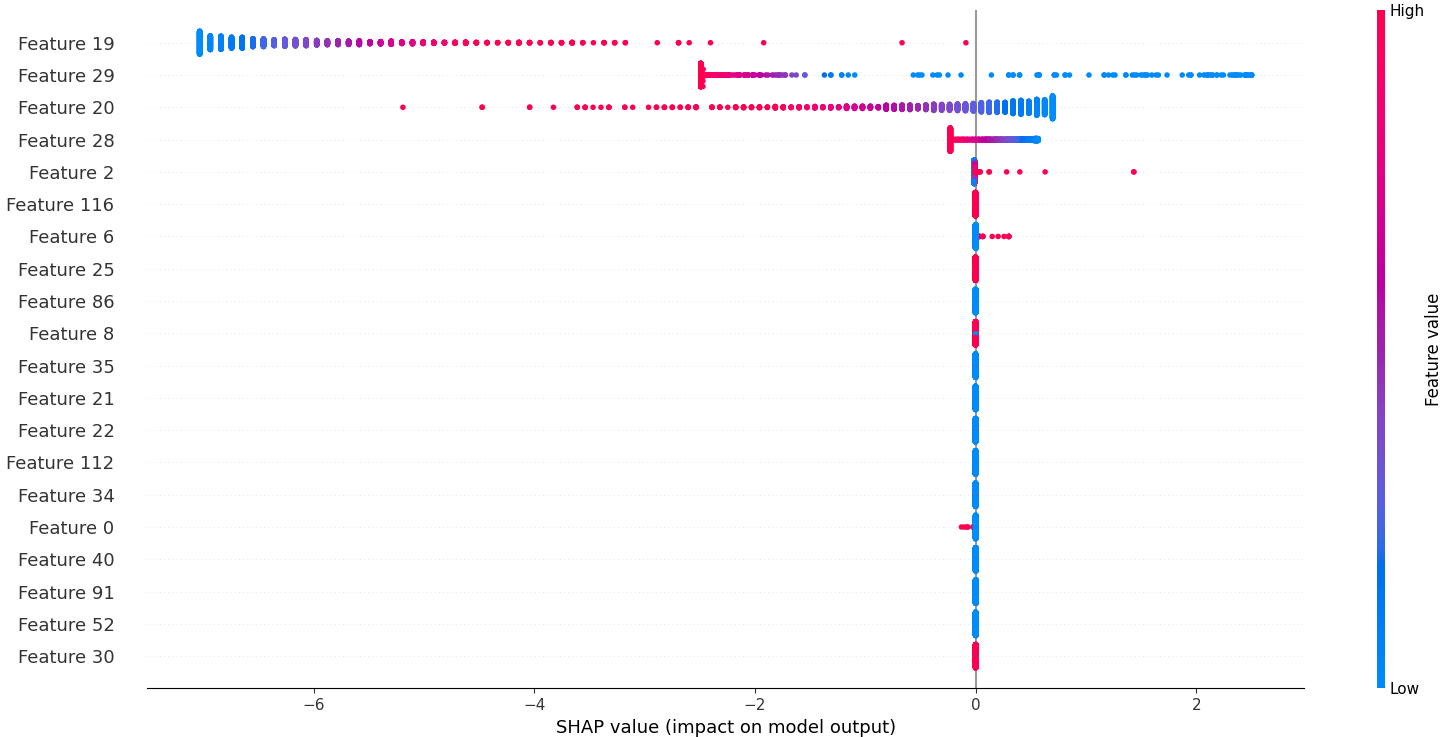 High
Feature 19
Feature 29
Feature 20
Feature 28
Feature 2
Feature 116
Feature 6
Feature 25
Feature 86
Feature 8
Feature 35
Feature 21
Feature 22
Feature 112
Feature 34
Feature 0
Feature 40
Feature 91
Feature 52
Feature 30
Feature value
Low
−6 −4 −2 0 2
SHAP value (impact on model output)